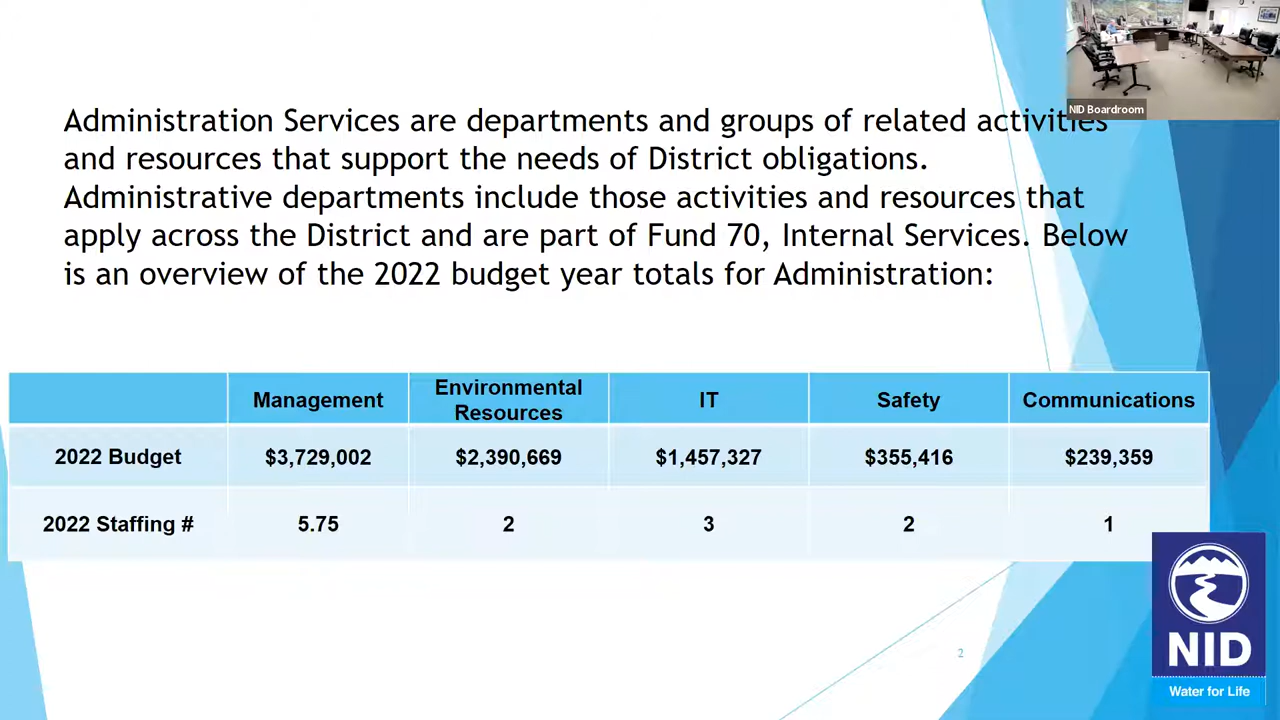 NID Boardroom
Administration Services are departments and groups of related activities
and resources that support the needs of District obligations.
Administrative departments include those activities and resources that
apply across the District and are part of Fund 70, Internal Services. Below
is an overview of the 2022 budget year totals for Administration:
Management Environmental Resources IT Safety Communications
2022 Budget $3,729,002 $2,390,669 $1,457,327 $355,416 $239,359
2022 Staffing # 5.75 2 3 2 1
2
NID
Water for Life